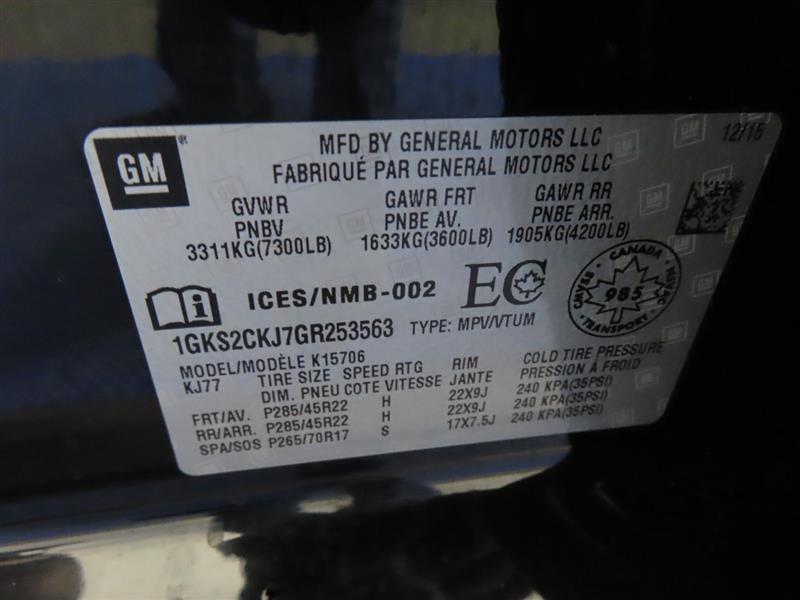 GM
MFD BY GENERAL MOTORS LLC
12/15
FABRIQUÉ PAR GENERAL MOTORS LLC
GVWR GAWR FRT GAWR RR
PNBV PNBE AV. PNBE ARR.
3311KG(7300LB) 1633KG(3600LB) 1905KG(4200LB)
i ICES/NMB-002 EC
CANADA
985
TRANSPORT
1GKS2CKJ7GR253563 TYPE: MPV/VTUM
MODEL/MODÈLE K15706
KJ77 TIRE SIZE SPEED RTG RIM COLD TIRE PRESSURE
DIM. PNEU COTE VITESSE JANTE PRESSION À FROID
FRT/AV. P285/45R22 H 22X9J 240 KPA(35PSI)
RR/ARR. P285/45R22 H 22X9J 240 KPA(35PSI)
SPA/SOS P265/70R17 S 17X7.5J 240 KPA(35PSI)